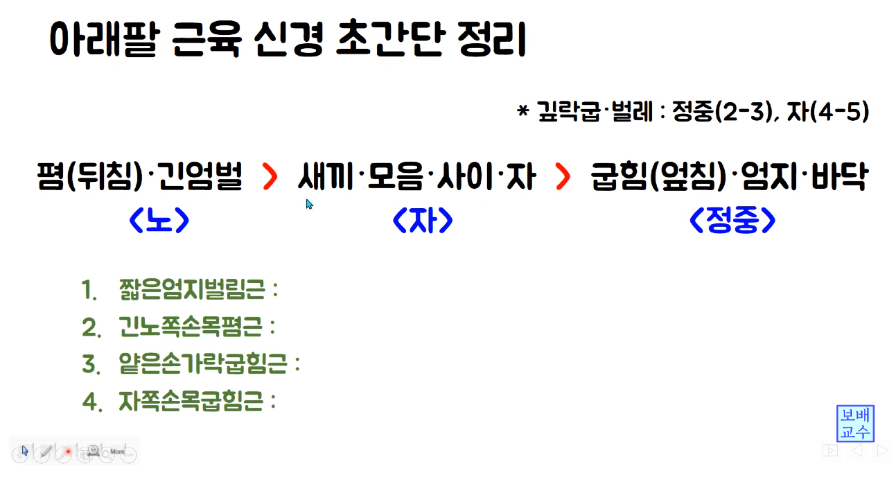 아래팔 근육 신경 초간단 정리
* 깊락굽·벌레 : 정중(2-3), 자(4-5)
폄(뒤침)·긴엄벌 > 새끼·모음·사이·자 > 굽힘(엎침)·엄지·바닥
<노> <자> <정중>
1. 짧은엄지벌림근 :
2. 긴노쪽손목폄근 :
3. 얕은손가락굽힘근 :
4. 자쪽손목굽힘근 :
보배
교수
More